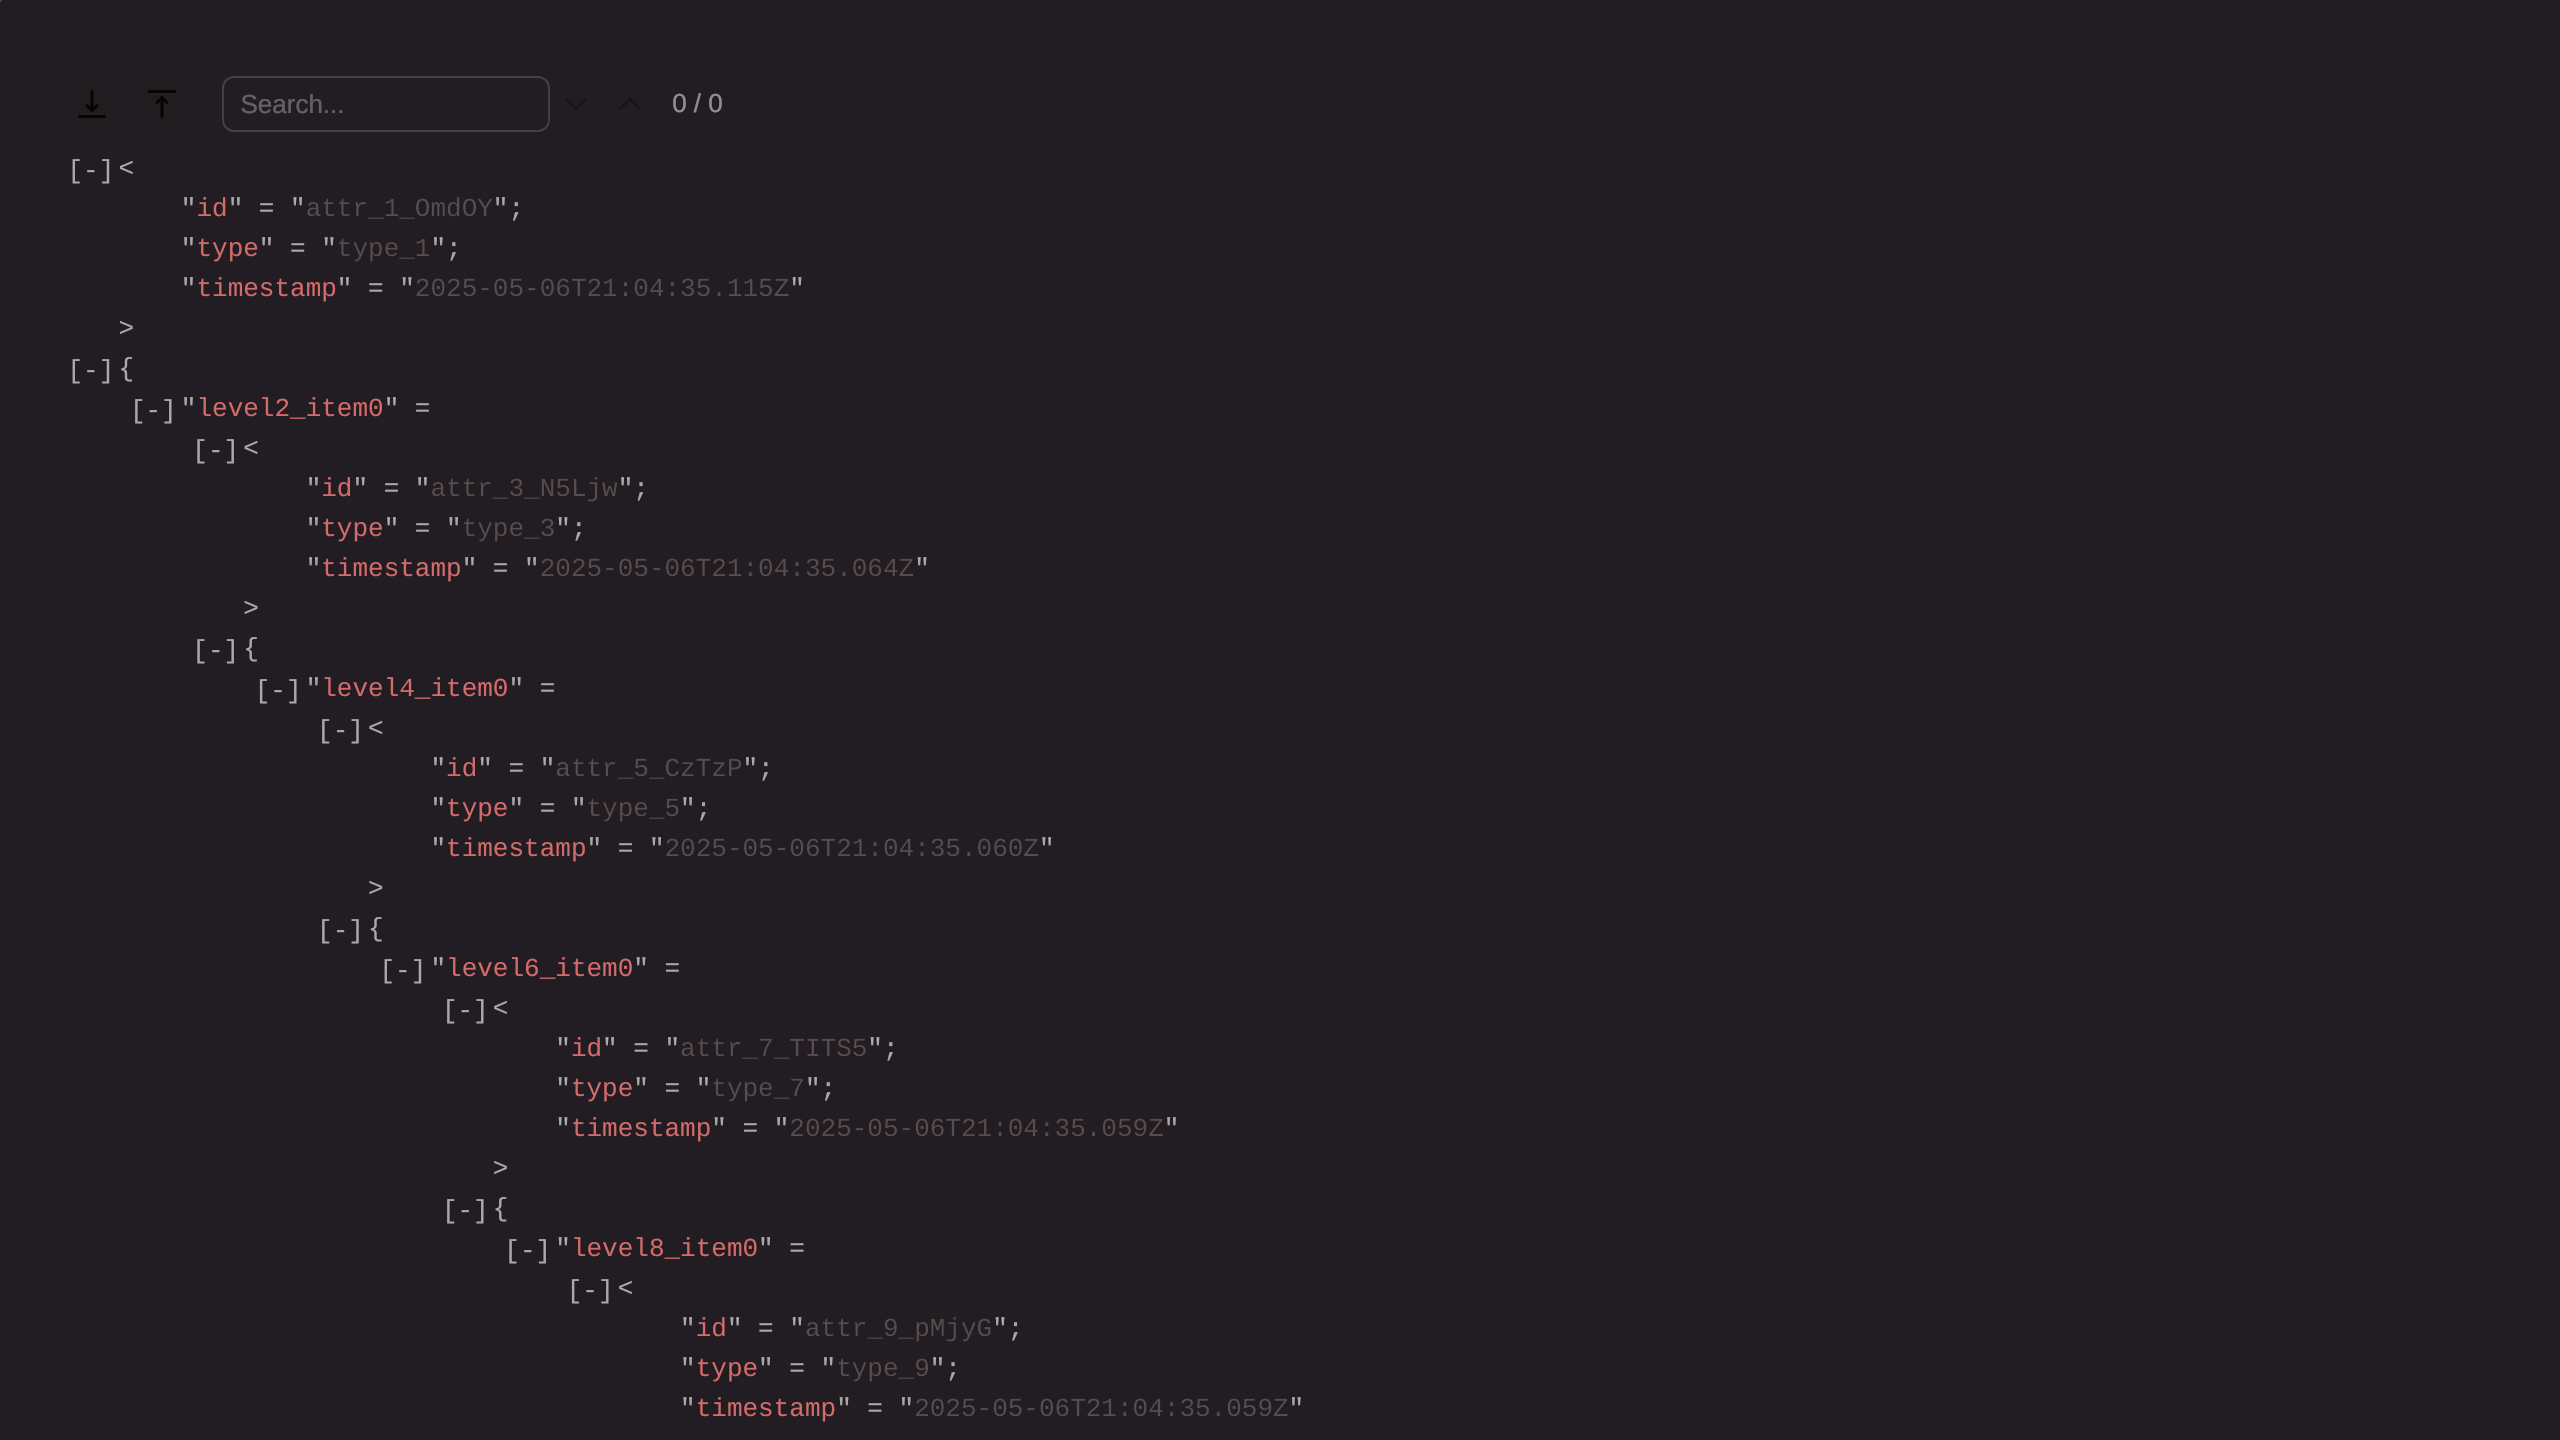 Search... 0 / 0
[-]<
"id" = "attr_1_OmdOY";
"type" = "type_1";
"timestamp" = "2025-05-06T21:04:35.115Z"
>
[-]{
[-]"level2_item0" =
[-]<
"id" = "attr_3_N5Ljw";
"type" = "type_3";
"timestamp" = "2025-05-06T21:04:35.064Z"
>
[-]{
[-]"level4_item0" =
[-]<
"id" = "attr_5_CzTzP";
"type" = "type_5";
"timestamp" = "2025-05-06T21:04:35.060Z"
>
[-]{
[-]"level6_item0" =
[-]<
"id" = "attr_7_TITS5";
"type" = "type_7";
"timestamp" = "2025-05-06T21:04:35.059Z"
>
[-]{
[-]"level8_item0" =
[-]<
"id" = "attr_9_pMjyG";
"type" = "type_9";
"timestamp" = "2025-05-06T21:04:35.059Z"